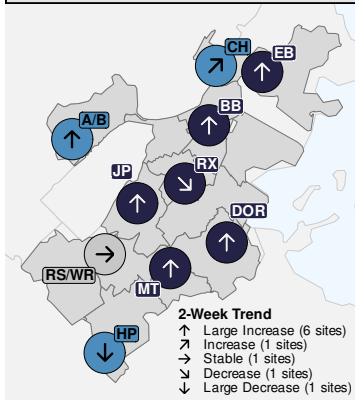 CH
EB
BB
A/B
RX
JP
DOR
RS/WR
MT
HP
2-Week Trend
↑ Large Increase (6 sites)
↗ Increase (1 sites)
→ Stable (1 sites)
↘ Decrease (1 sites)
↓ Large Decrease (1 sites)